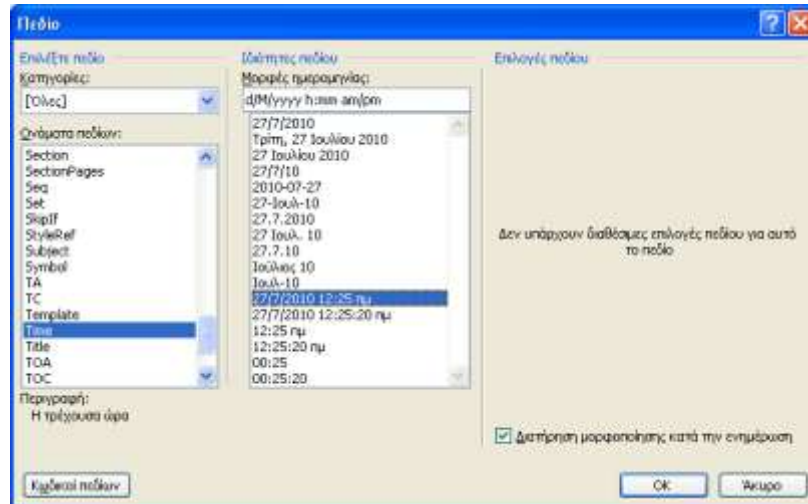 Πεδίο
Επιλέξτε πεδίο
Κατηγορίες:
[Όλες]
Ονόματα πεδίων:
Section
SectionPages
Seq
Set
SkipIf
StyleRef
Subject
Symbol
TA
TC
Template
Time
Title
TOA
TOC
Περιγραφή:
Η τρέχουσα ώρα
Κωδικοί πεδίων
Ιδιότητες πεδίου
Μορφές ημερομηνίας:
d/M/yyyy h:mm am/pm
27/7/2010
Τρίτη, 27 Ιουλίου 2010
27 Ιουλίου 2010
27/7/10
2010-07-27
27-Ιουλ-10
27.7.2010
27 Ιουλ. 10
27.7.10
Ιούλιος 10
Ιουλ-10
27/7/2010 12:25 πμ
27/7/2010 12:25:20 πμ
12:25 πμ
12:25:20 πμ
00:25
00:25:20
Επιλογές πεδίου
Δεν υπάρχουν διαθέσιμες επιλογές πεδίου για αυτό
το πεδίο
Διατήρηση μορφοποίησης κατά την ενημέρωση
OK
Άκυρο